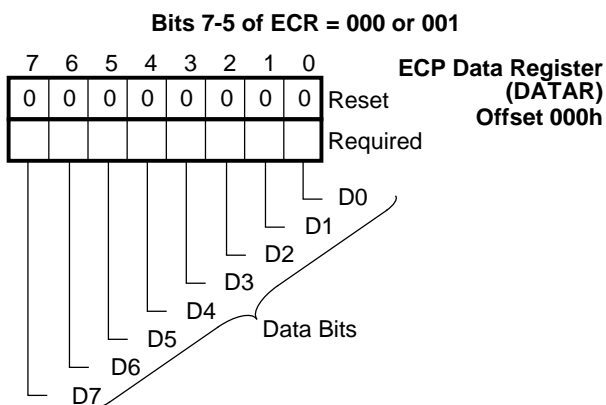 Bits 7-5 of ECR = 000 or 001
7 6 5 4 3 2 1 0
ECP Data Register
(DATAR)
Offset 000h
0 0 0 0 0 0 0 0 Reset
Required
D0
D1
D2
D3
D4
Data Bits
D5
D6
D7